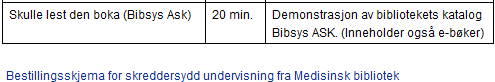 Skulle lest den boka (Bibsys Ask) 20 min. Demonstrasjon av bibliotekets katalog
Bibsys ASK. (Inneholder også e-bøker)
Bestillingsskjema for skreddersydd undervisning fra Medisinsk bibliotek